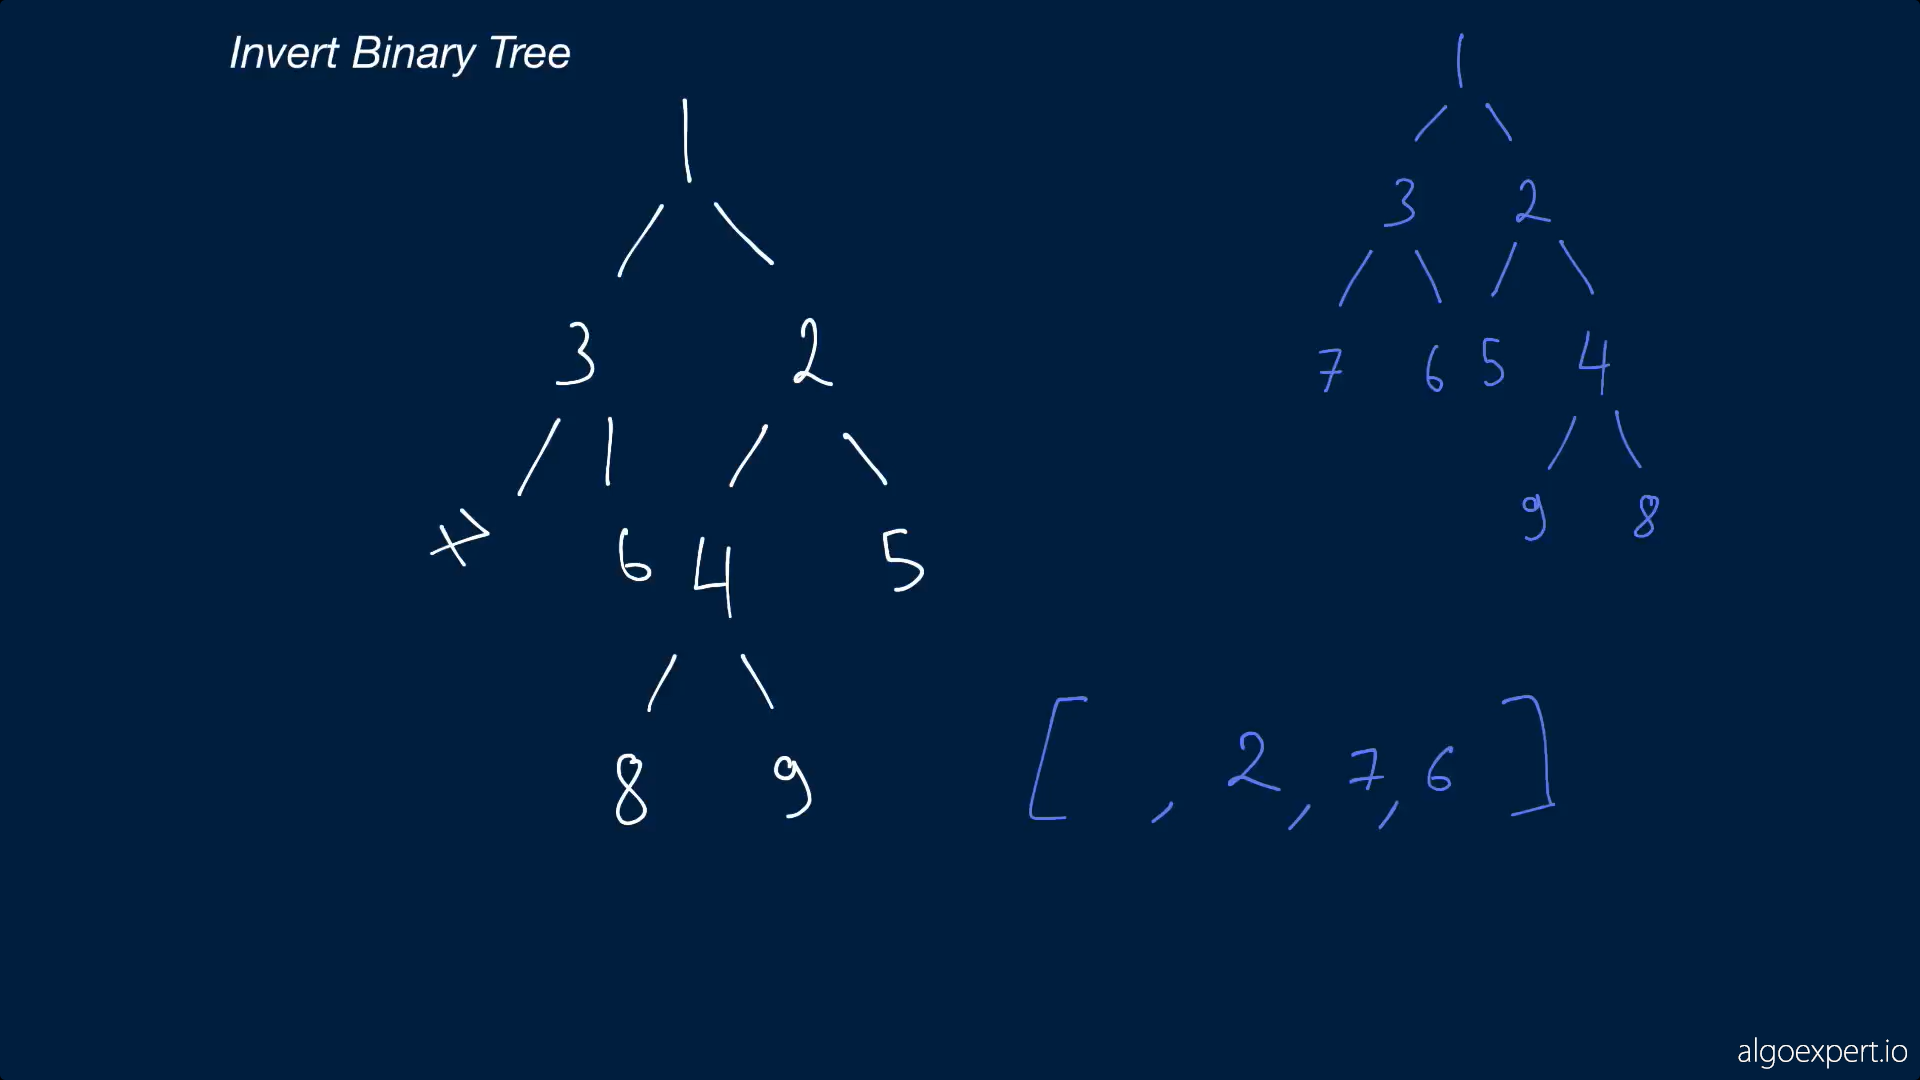 Invert Binary Tree
1
3 2
7 6 4 5
8 9
1
3 2
7 6 5 4
9 8
[ , 2, 7, 6 ]
algoexpert.io